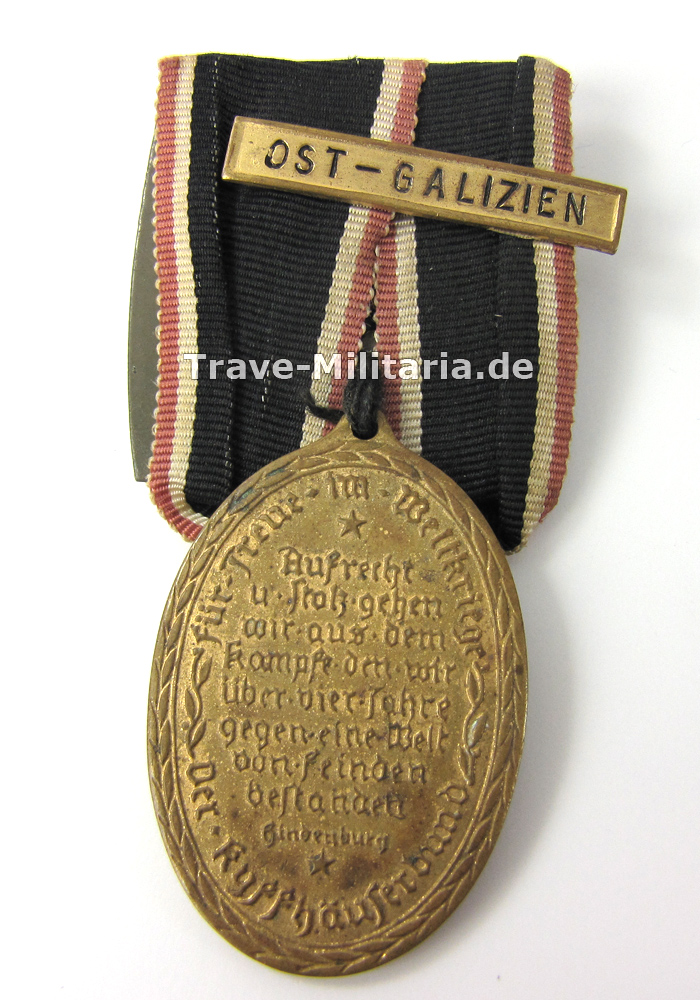 OST-GALIZIEN
Trave-Militaria.de
Für·Treue·im·Weltkriege
Aufrecht
u·stolz·gehen
wir·aus·dem
Kampfe·den·wir
über·vier·Jahre
gegen·eine·Welt
von·Feinden
bestanden
Hindenburg
Der·Kyffhäuserbund